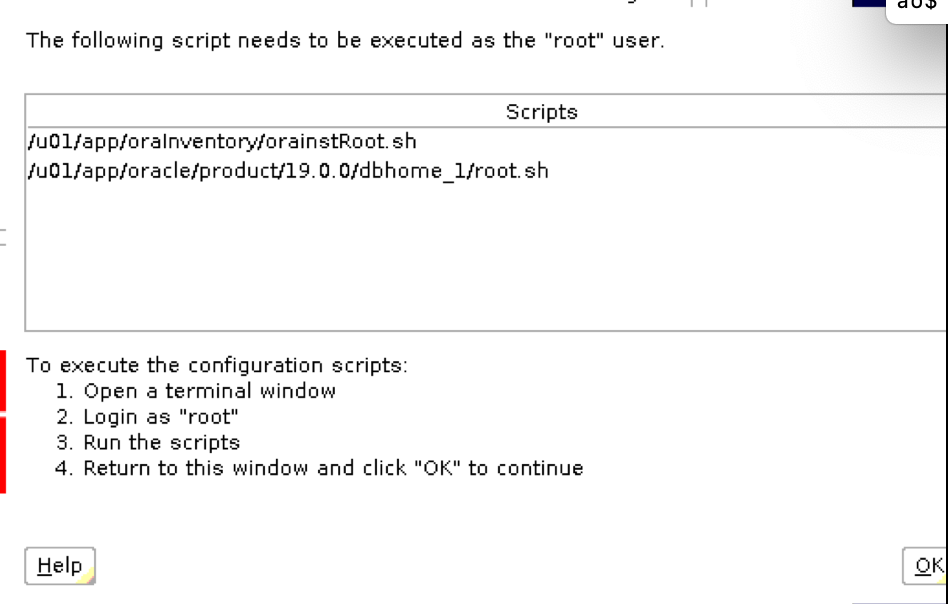 The following script needs to be executed as the "root" user.
Scripts
/u01/app/oraInventory/orainstRoot.sh
/u01/app/oracle/product/19.0.0/dbhome_1/root.sh
To execute the configuration scripts:
1. Open a terminal window
2. Login as "root"
3. Run the scripts
4. Return to this window and click "OK" to continue
Help
OK